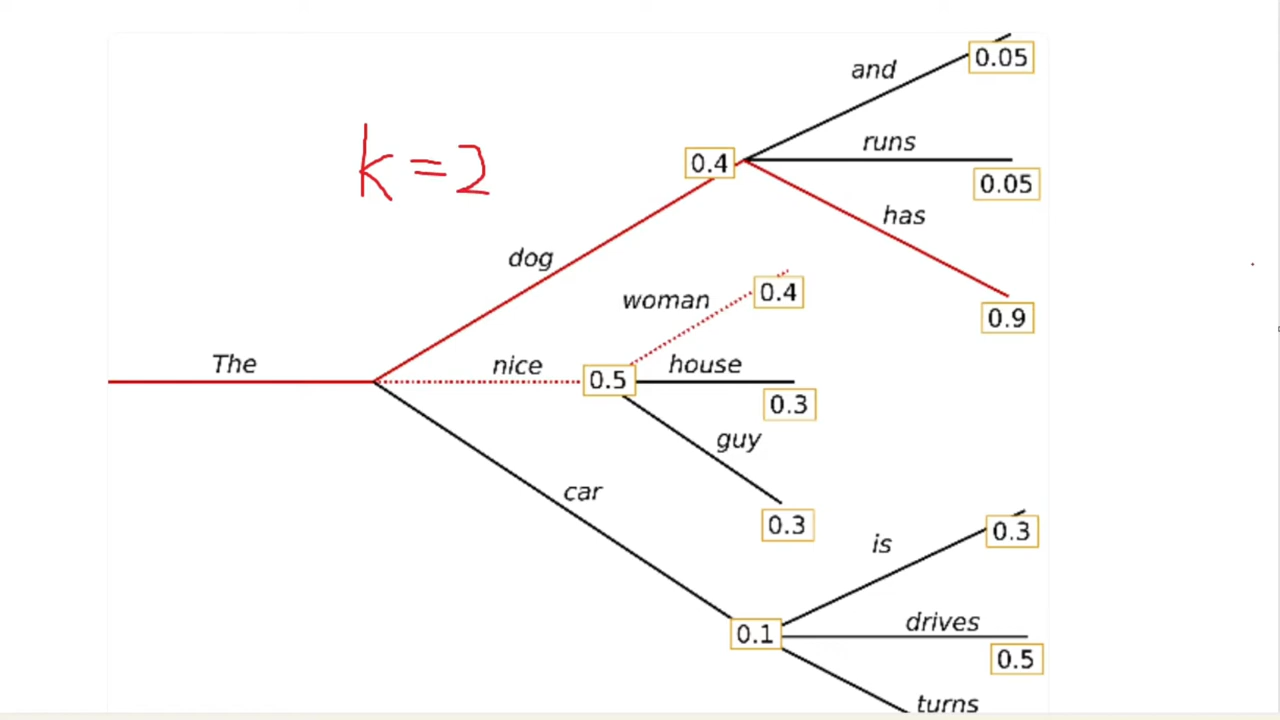 and
0.05
k=2
runs
0.4
0.05
has
dog
woman
0.4
0.9
The
nice
0.5
house
0.3
guy
car
0.3
is
0.3
drives
0.1
0.5
turns